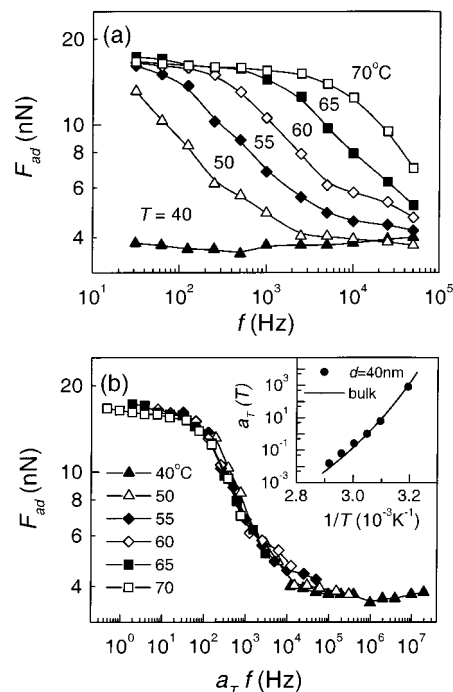 (a)
20
10
8
6
4
F_ad (nN)
70°C
65
60
55
50
T = 40
10^1 10^2 10^3 10^4 10^5
f (Hz)
(b)
20
10
8
6
4
F_ad (nN)
40°C
50
55
60
65
70
10^0 10^1 10^2 10^3 10^4 10^5 10^6 10^7
a_T f (Hz)
d=40nm
bulk
10^3
10^1
10^-1
10^-3
a_T (T)
2.8 3.0 3.2
1/T (10^-3K^-1)